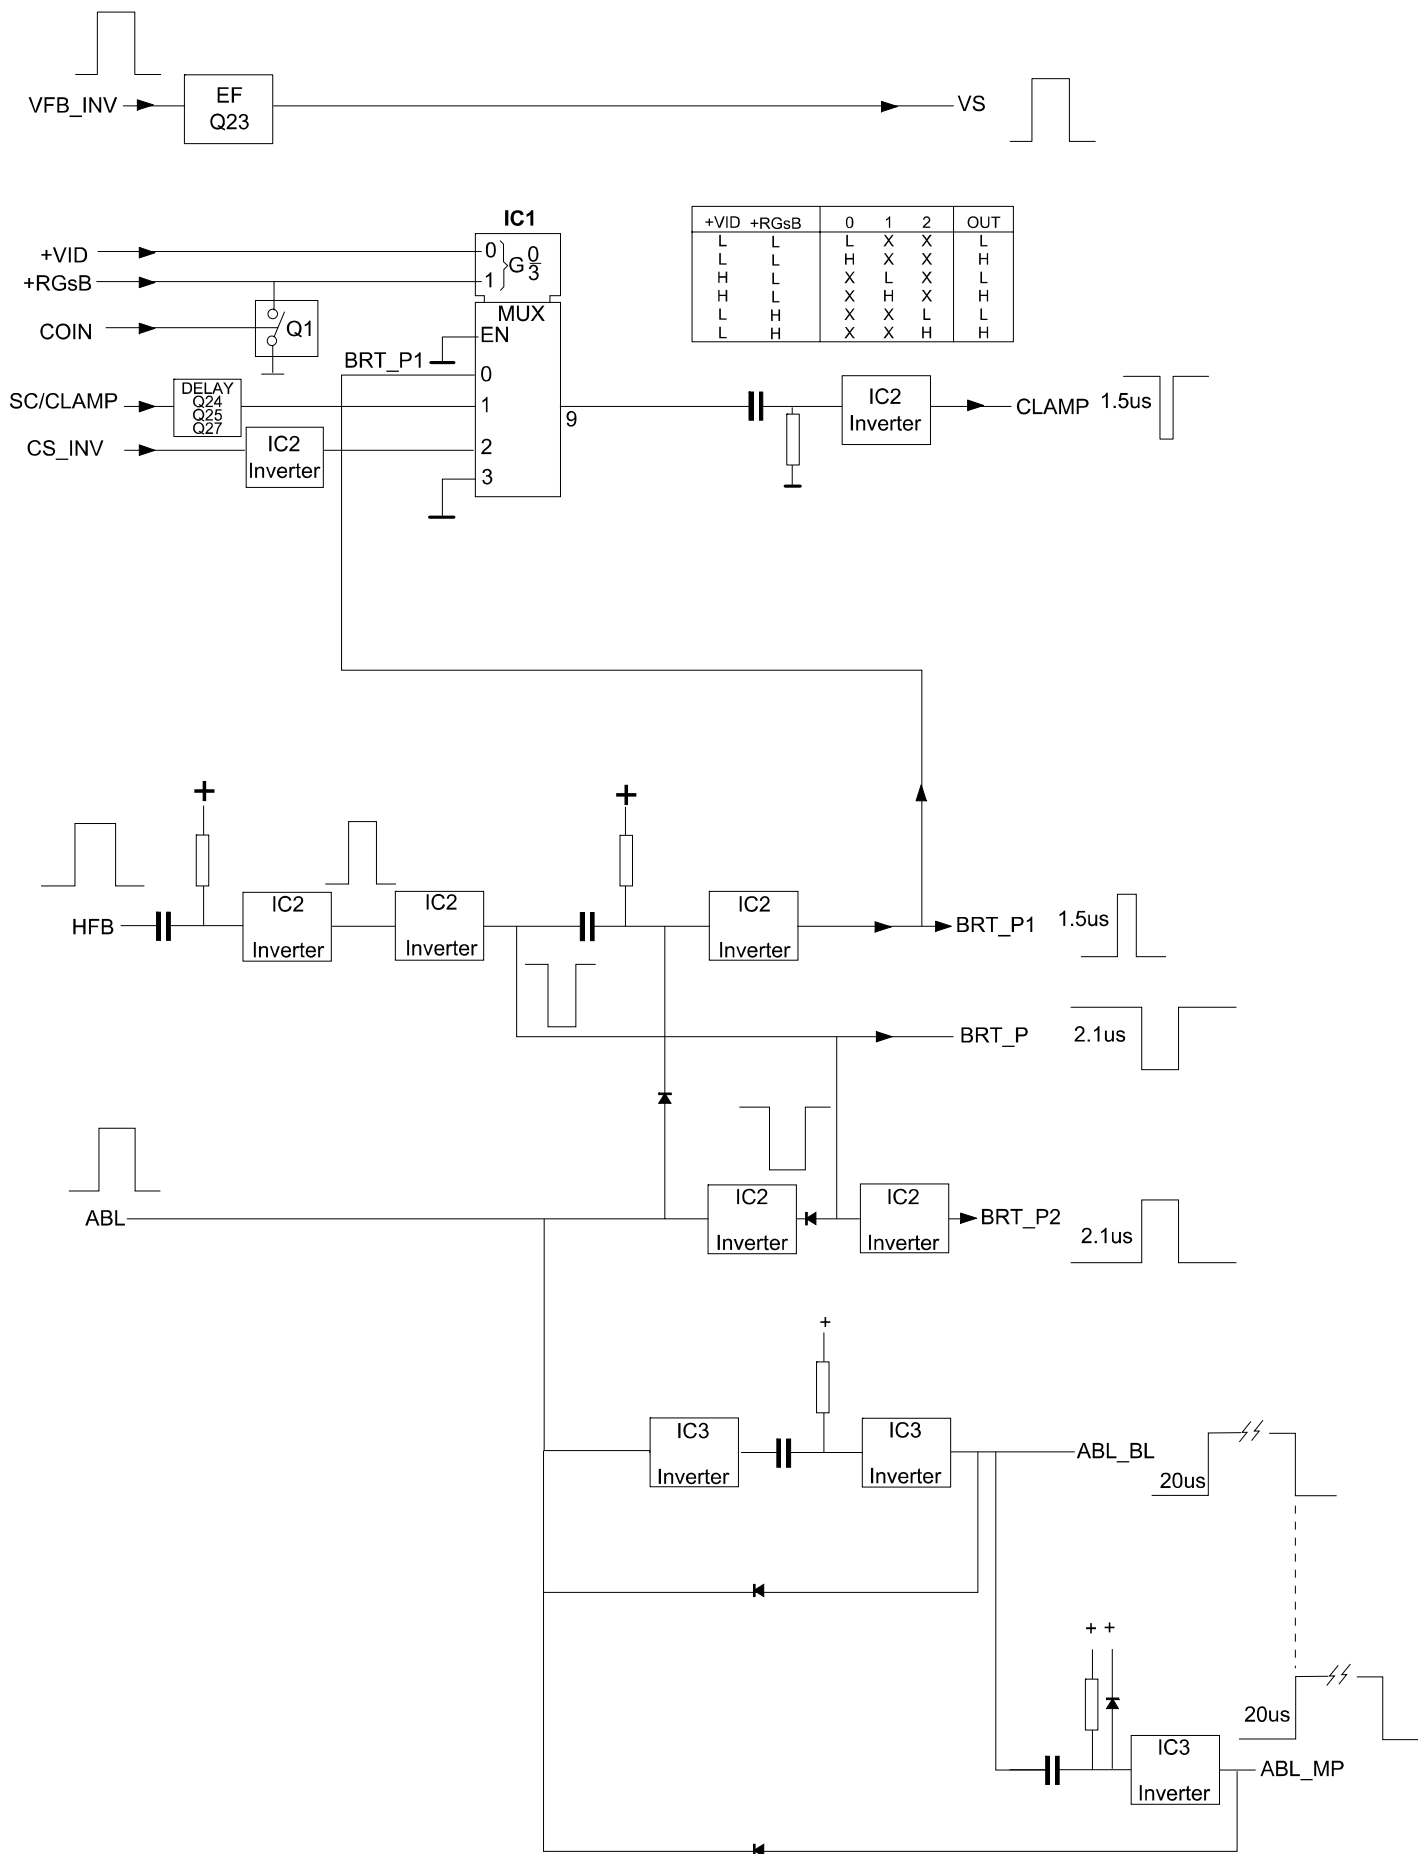 VFB_INV
EF
Q23
VS
IC1
+VID
+RGsB
COIN
Q1
0
1
G 0
3
MUX
EN
BRT_P1
0
1
2
3
9
SC/CLAMP
DELAY
Q24
Q25
Q27
CS_INV
IC2
Inverter
+VID +RGsB 0 1 2 OUT
L L L X X L
L L H X X H
H L X L X L
H L X H X H
L H X X L L
L H X X H H
IC2
Inverter
CLAMP
1.5us
+
+
HFB
IC2
Inverter
IC2
Inverter
IC2
Inverter
BRT_P1
1.5us
BRT_P
2.1us
ABL
IC2
Inverter
IC2
Inverter
BRT_P2
2.1us
+
IC3
Inverter
IC3
Inverter
ABL_BL
20us
+ +
20us
IC3
Inverter
ABL_MP